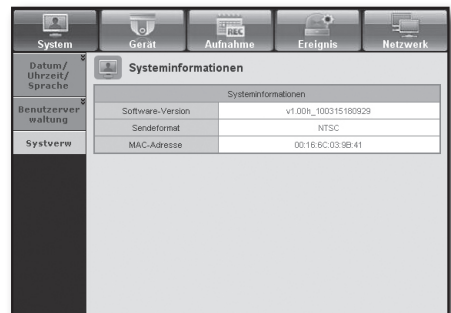 REC
System Gerät Aufnahme Ereignis Netzwerk
Datum/
Uhrzeit/
Sprache
Benutzerver
waltung
Systverw
Systeminformationen
Systeminformationen
Software-Version v1.00h_100315180929
Sendeformat NTSC
MAC-Adresse 00:16:6C:03:9B:41